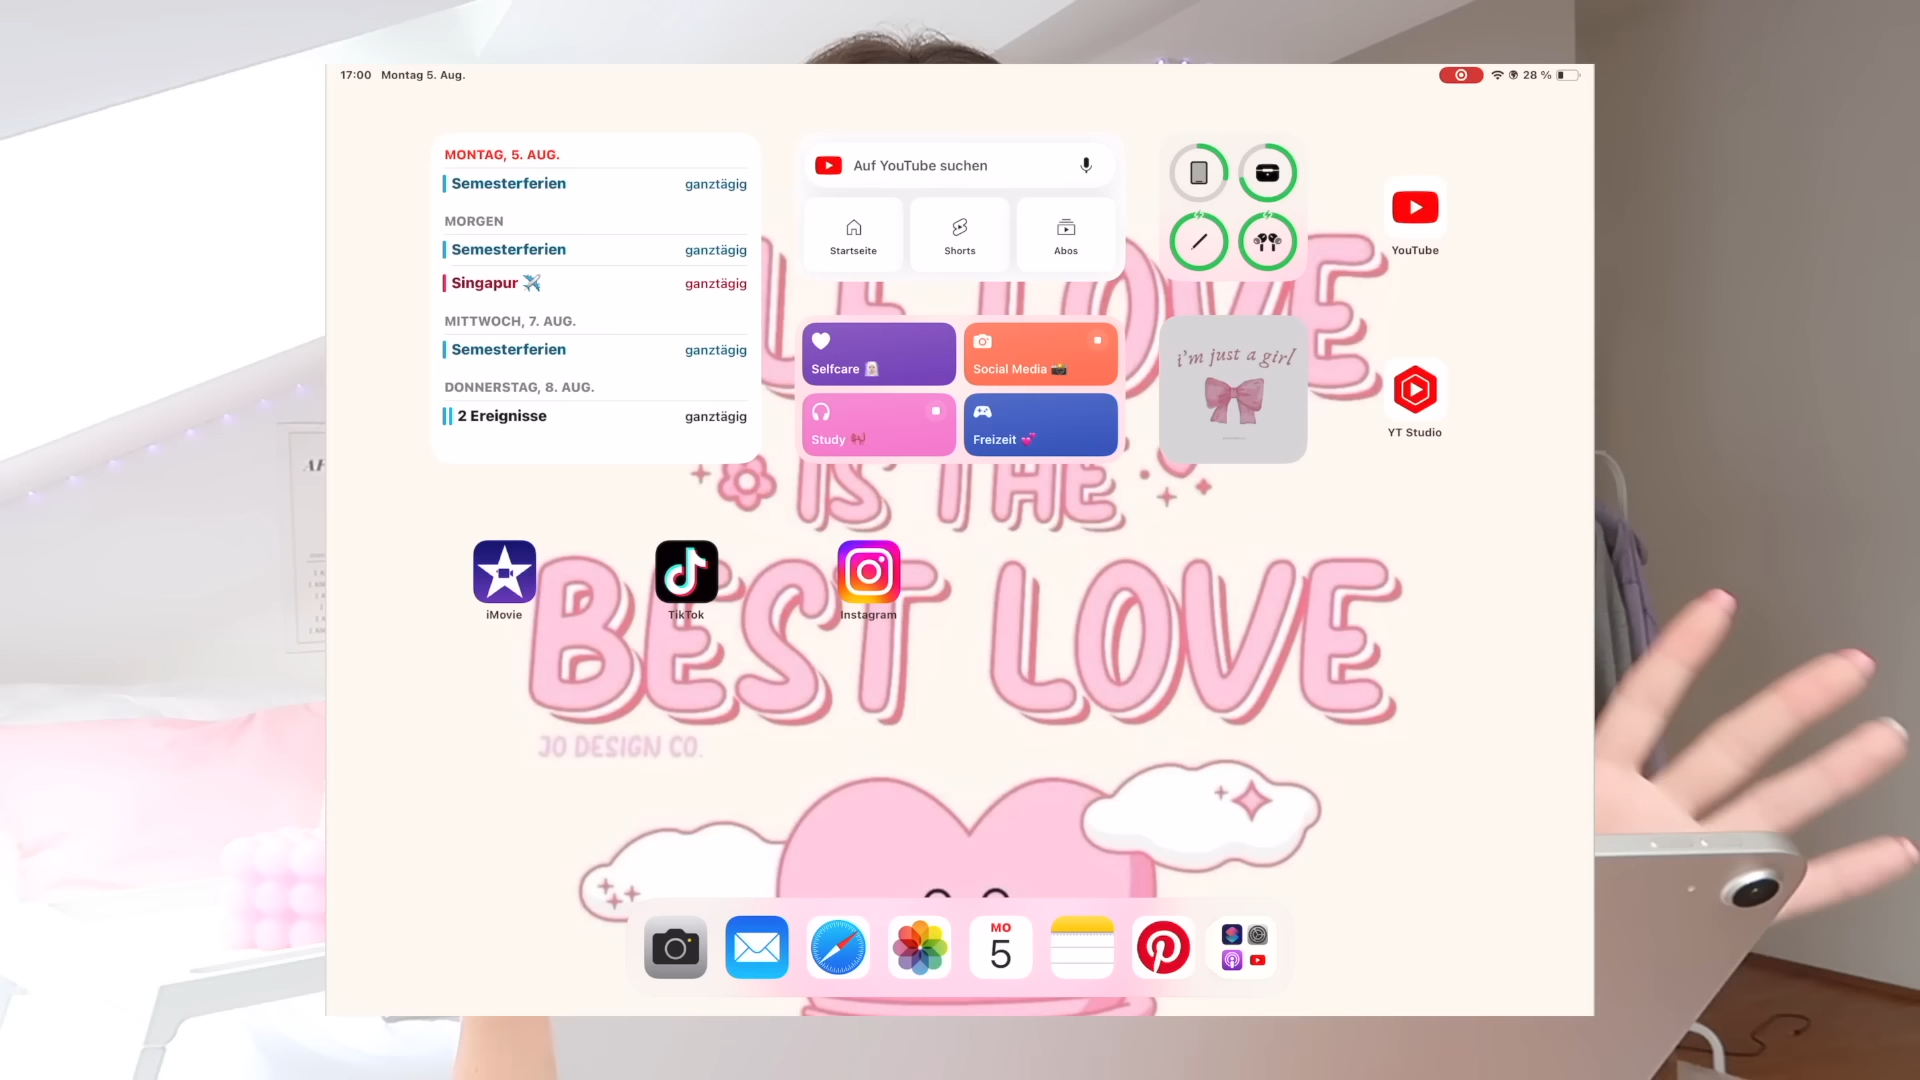 17:00 Montag 5. Aug.
28 %
MONTAG, 5. AUG.
Semesterferien ganztägig
MORGEN
Semesterferien ganztägig
Singapur ✈️ ganztägig
MITTWOCH, 7. AUG.
Semesterferien ganztägig
DONNERSTAG, 8. AUG.
2 Ereignisse ganztägig
Auf YouTube suchen
Startseite Shorts Abos
Selfcare
Social Media 📸
Study 🎀
Freizeit 💕
i'm just a girl
YouTube
YT Studio
LOVE
IS THE
iMovie TikTok Instagram
BEST LOVE
JO DESIGN CO.
MO
5